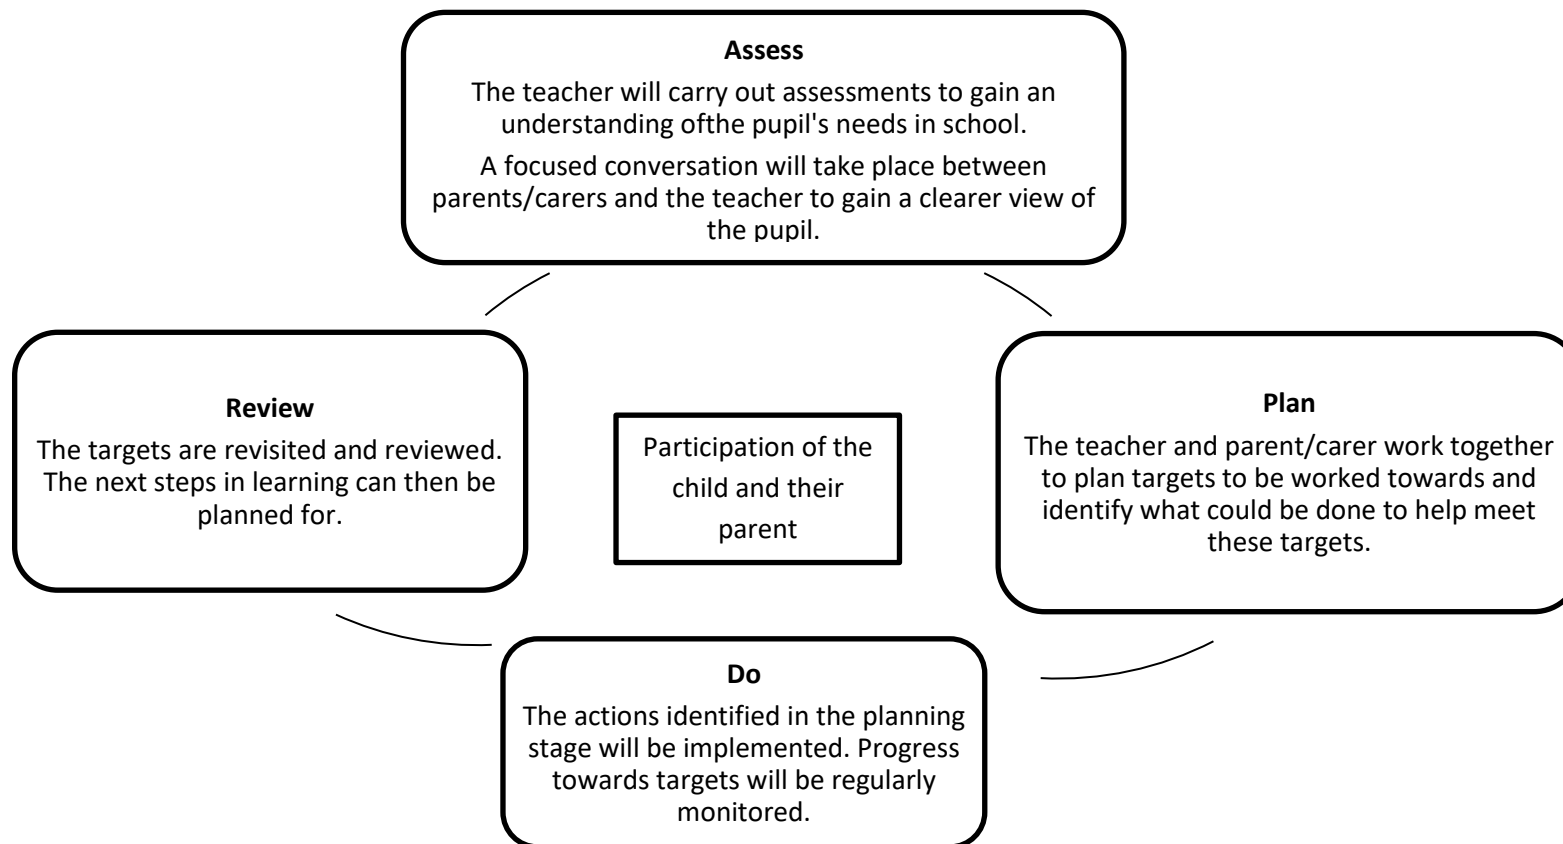 Assess
The teacher will carry out assessments to gain an
understanding ofthe pupil's needs in school.
A focused conversation will take place between
parents/carers and the teacher to gain a clearer view of
the pupil.
Review
The targets are revisited and reviewed.
The next steps in learning can then be
planned for.
Participation of the
child and their
parent
Plan
The teacher and parent/carer work together
to plan targets to be worked towards and
identify what could be done to help meet
these targets.
Do
The actions identified in the planning
stage will be implemented. Progress
towards targets will be regularly
monitored.